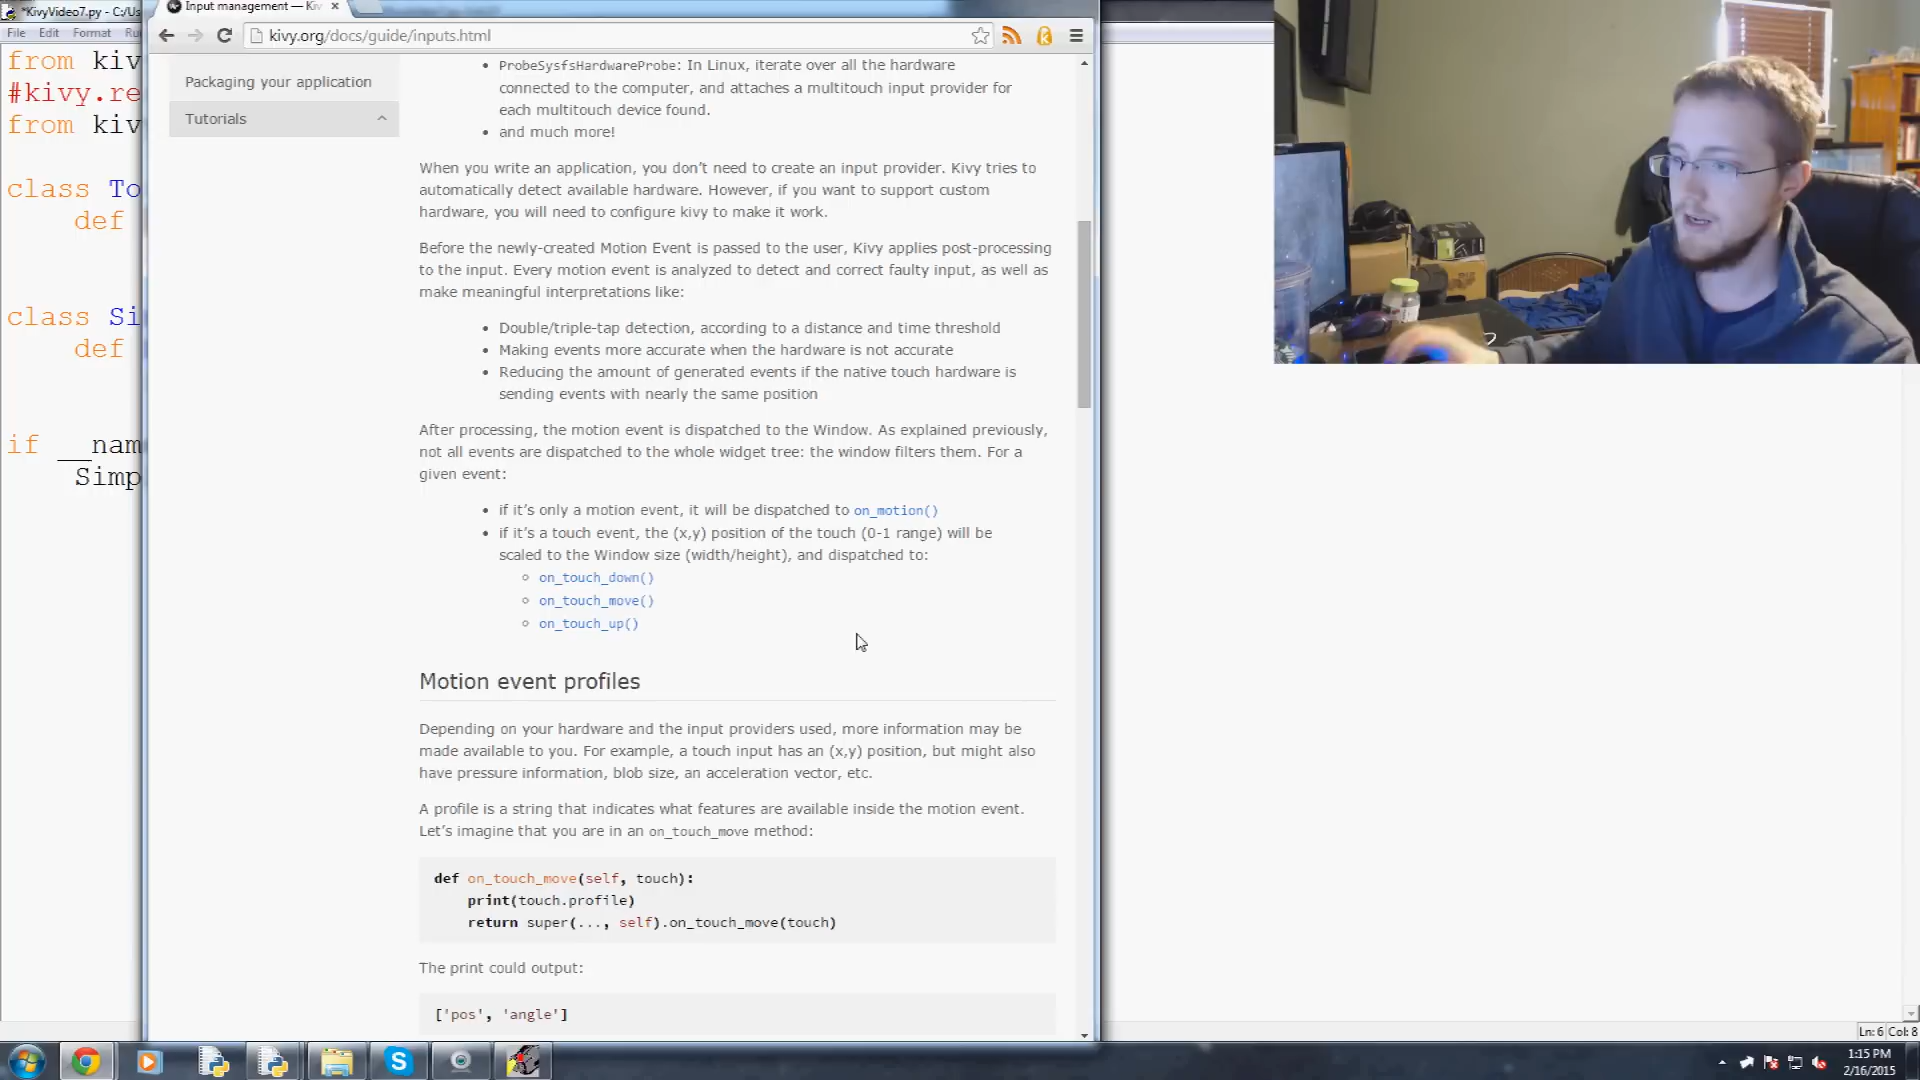 *KivyVideo7.py - C:/Us
File Edit Format Ru
from kiv
#kivy.re
from kiv
class To
def
class Si
def
if __nam
Simp
Input management — Kiv
kivy.org/docs/guide/inputs.html
Packaging your application
Tutorials
• ProbeSysfsHardwareProbe: In Linux, iterate over all the hardware
connected to the computer, and attaches a multitouch input provider for
each multitouch device found.
• and much more!
When you write an application, you don't need to create an input provider. Kivy tries to
automatically detect available hardware. However, if you want to support custom
hardware, you will need to configure kivy to make it work.
Before the newly-created Motion Event is passed to the user, Kivy applies post-processing
to the input. Every motion event is analyzed to detect and correct faulty input, as well as
make meaningful interpretations like:
• Double/triple-tap detection, according to a distance and time threshold
• Making events more accurate when the hardware is not accurate
• Reducing the amount of generated events if the native touch hardware is
sending events with nearly the same position
After processing, the motion event is dispatched to the Window. As explained previously,
not all events are dispatched to the whole widget tree: the window filters them. For a
given event:
• if it's only a motion event, it will be dispatched to on_motion()
• if it's a touch event, the (x,y) position of the touch (0-1 range) will be
scaled to the Window size (width/height), and dispatched to:
◦ on_touch_down()
◦ on_touch_move()
◦ on_touch_up()
Motion event profiles
Depending on your hardware and the input providers used, more information may be
made available to you. For example, a touch input has an (x,y) position, but might also
have pressure information, blob size, an acceleration vector, etc.
A profile is a string that indicates what features are available inside the motion event.
Let's imagine that you are in an on_touch_move method:
def on_touch_move(self, touch):
print(touch.profile)
return super(..., self).on_touch_move(touch)
The print could output:
['pos', 'angle']
Ln: 6 Col: 8
1:15 PM
2/16/2015